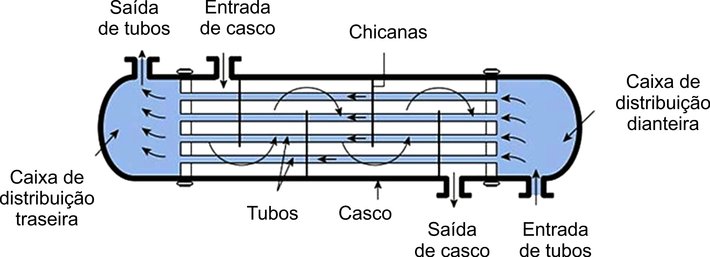 Saída
de tubos
Entrada
de casco
Chicanas
Caixa de
distribuição
dianteira
Caixa de
distribuição
traseira
Tubos
Casco
Saída
de casco
Entrada
de tubos